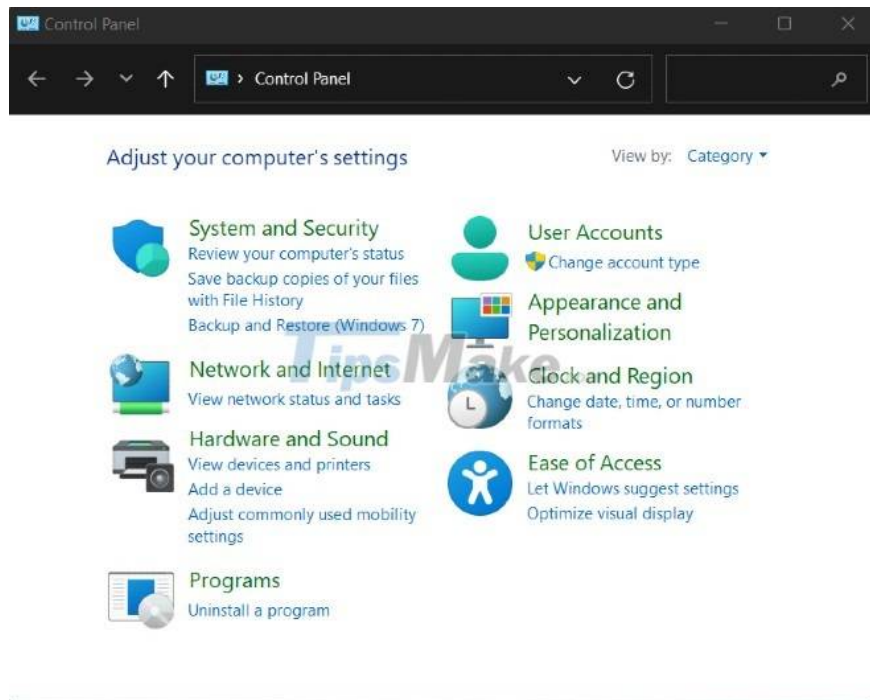 Control Panel
Control Panel
Adjust your computer's settings
View by: Category
System and Security
Review your computer's status
Save backup copies of your files
with File History
Backup and Restore (Windows 7)
Network and Internet
View network status and tasks
Hardware and Sound
View devices and printers
Add a device
Adjust commonly used mobility
settings
Programs
Uninstall a program
User Accounts
Change account type
Appearance and
Personalization
Clock and Region
Change date, time, or number
formats
Ease of Access
Let Windows suggest settings
Optimize visual display
TipsMake